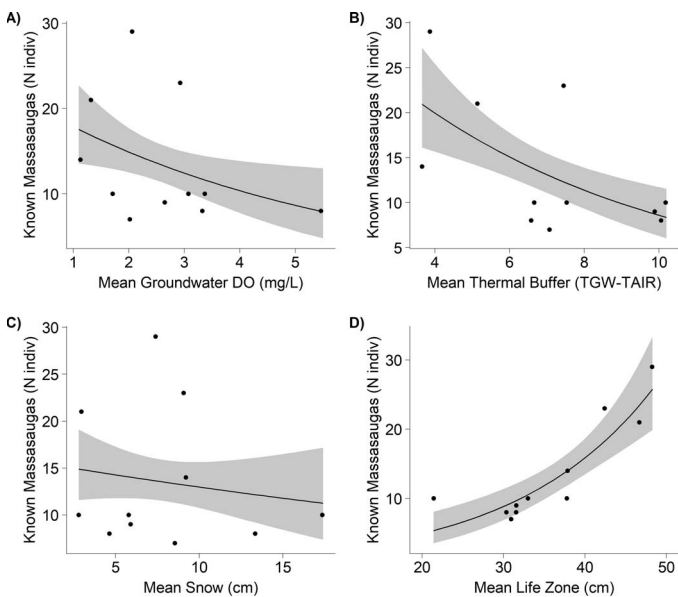 A)
Known Massasaugas (N indiv)
30
20
10
1 2 3 4 5
Mean Groundwater DO (mg/L)
B)
Known Massasaugas (N indiv)
30
25
20
15
10
5
4 6 8 10
Mean Thermal Buffer (TGW-TAIR)
C)
Known Massasaugas (N indiv)
30
25
20
15
10
5 10 15
Mean Snow (cm)
D)
Known Massasaugas (N indiv)
30
20
10
20 30 40 50
Mean Life Zone (cm)